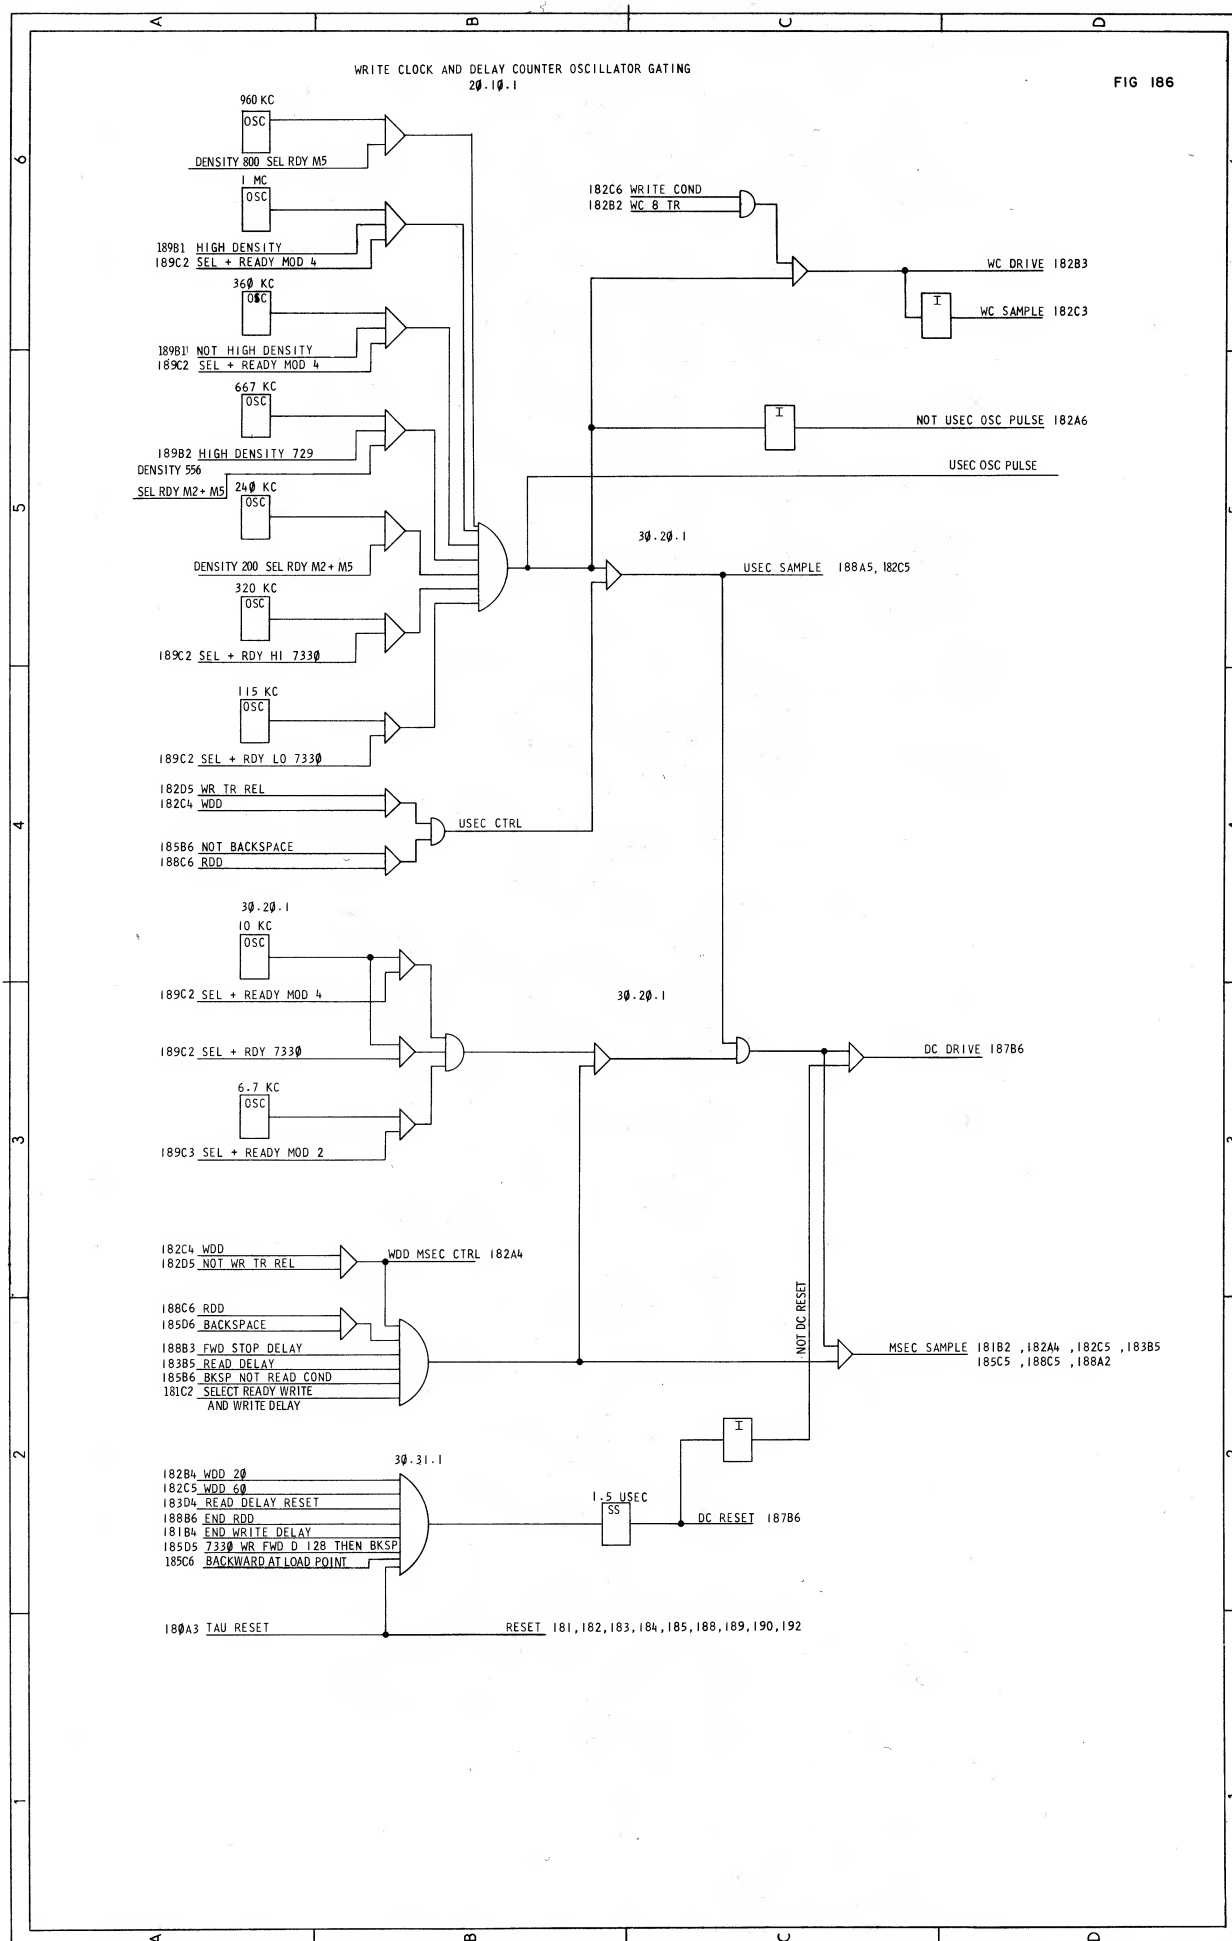 A B C D
WRITE CLOCK AND DELAY COUNTER OSCILLATOR GATING
20.10.1
FIG 186
6
960 KC
OSC
DENSITY 800 SEL RDY M5
1 MC
OSC
189B1 HIGH DENSITY
189C2 SEL + READY MOD 4
182C6 WRITE COND
182B2 WC 8 TR
WC DRIVE 182B3
I
WC SAMPLE 182C3
360 KC
OSC
189B1 NOT HIGH DENSITY
189C2 SEL + READY MOD 4
667 KC
OSC
189B2 HIGH DENSITY 729
DENSITY 556
SEL RDY M2+ M5
I
NOT USEC OSC PULSE 182A6
USEC OSC PULSE
5
240 KC
OSC
DENSITY 200 SEL RDY M2+ M5
30.20.1
USEC SAMPLE 188A5, 182C5
320 KC
OSC
189C2 SEL + RDY HI 7330
115 KC
OSC
189C2 SEL + RDY LO 7330
182D5 WR TR REL
182C4 WDD
4
USEC CTRL
185B6 NOT BACKSPACE
188C6 RDD
30.20.1
10 KC
OSC
189C2 SEL + READY MOD 4
30.20.1
189C2 SEL + RDY 7330
DC DRIVE 187B6
6.7 KC
OSC
3
189C3 SEL + READY MOD 2
182C4 WDD
182D5 NOT WR TR REL
WDD MSEC CTRL 182A4
NOT DC RESET
188C6 RDD
185D6 BACKSPACE
188B3 FWD STOP DELAY
183B5 READ DELAY
185B6 BKSP NOT READ COND
181C2 SELECT READY WRITE
AND WRITE DELAY
MSEC SAMPLE 181B2 ,182A4 ,182C5 ,183B5
185C5 ,188C5 ,188A2
I
2
30.31.1
182B4 WDD 20
182C5 WDD 60
183D4 READ DELAY RESET
188B6 END RDD
181B4 END WRITE DELAY
185D5 7330 WR FWD D 128 THEN BKSP
185C6 BACKWARD AT LOAD POINT
1.5 USEC
SS
DC RESET 187B6
180A3 TAU RESET
RESET 181,182,183,184,185,188,189,190,192
1